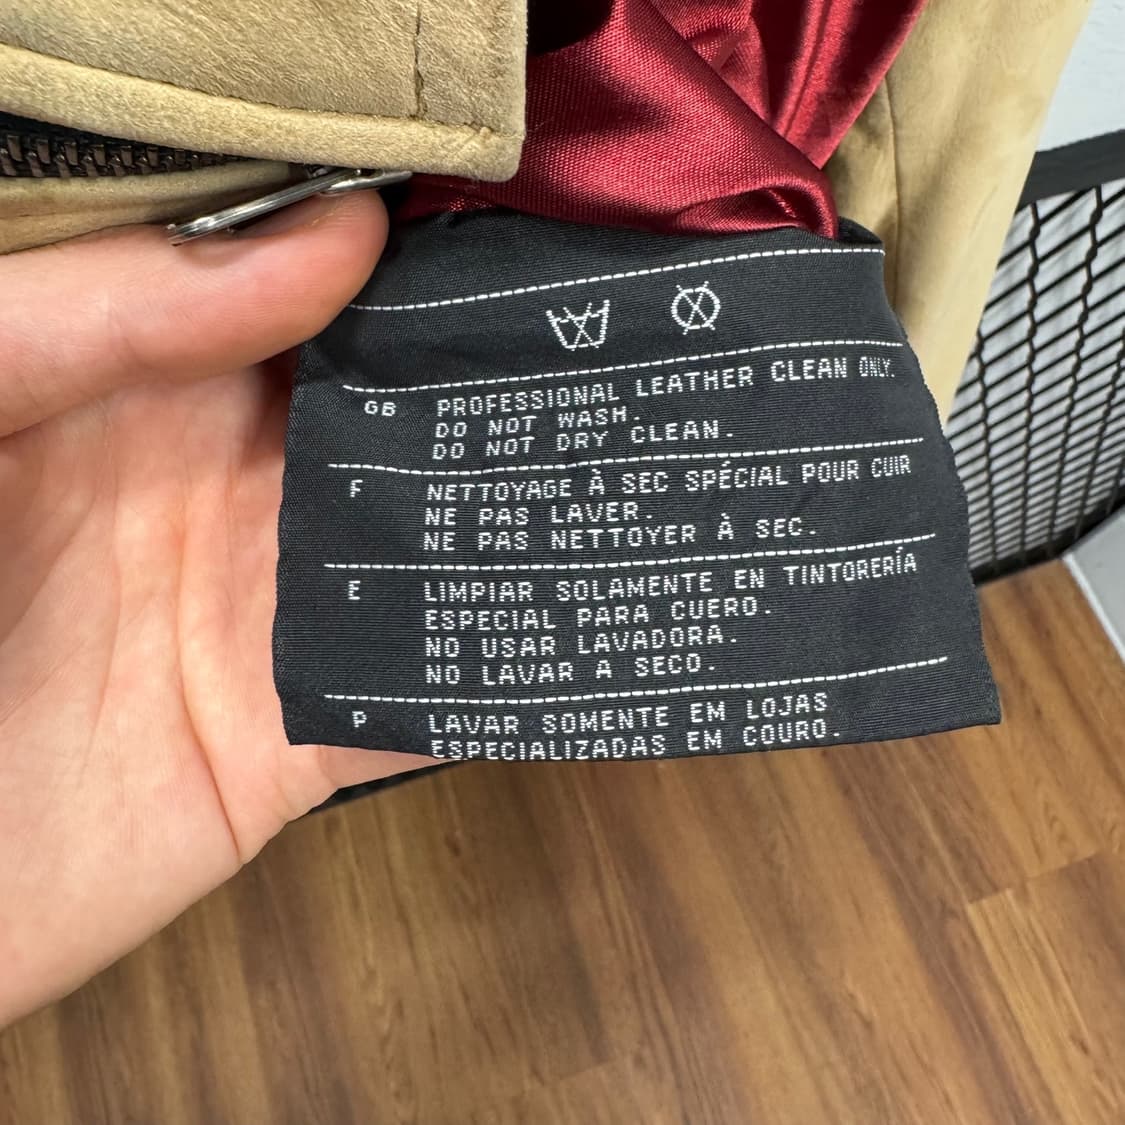 GB PROFESSIONAL LEATHER CLEAN ONLY.
DO NOT WASH.
DO NOT DRY CLEAN.
F NETTOYAGE À SEC SPÉCIAL POUR CUIR
NE PAS LAVER.
NE PAS NETTOYER À SEC.
E LIMPIAR SOLAMENTE EN TINTORERÍA
ESPECIAL PARA CUERO.
NO USAR LAVADORA.
NO LAVAR A SECO.
P LAVAR SOMENTE EM LOJAS
ESPECIALIZADAS EM COURO.